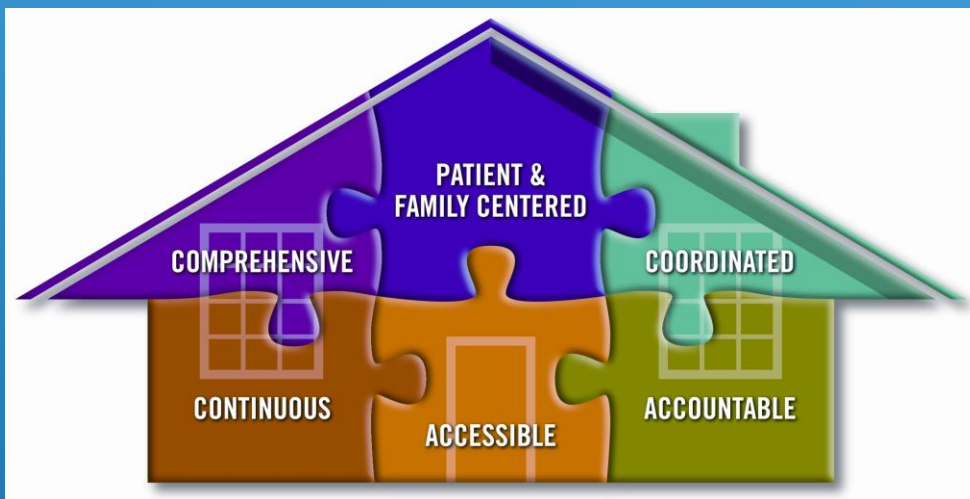 PATIENT &
FAMILY CENTERED
COMPREHENSIVE
COORDINATED
CONTINUOUS
ACCESSIBLE
ACCOUNTABLE